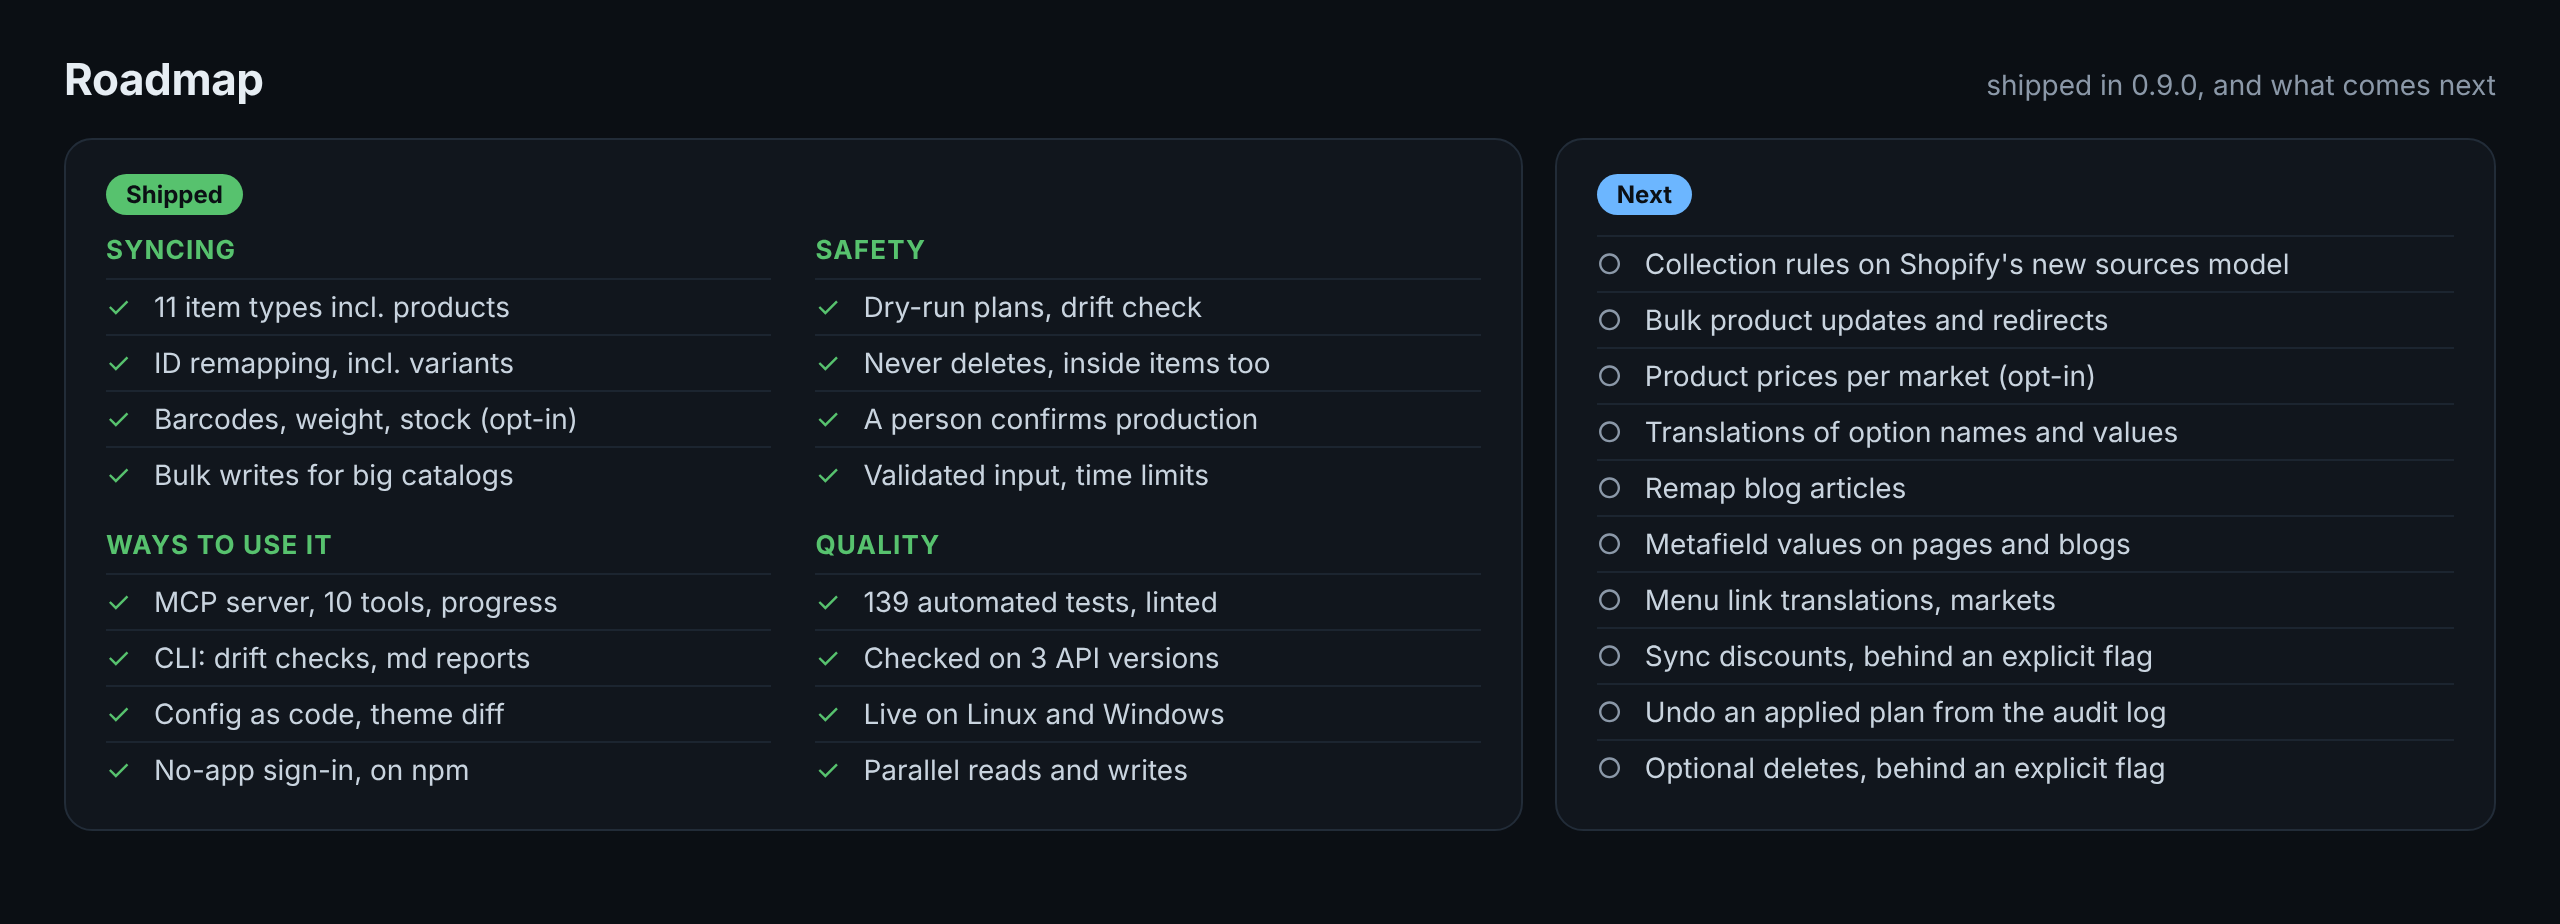 Roadmap
shipped in 0.9.0, and what comes next
Shipped
SYNCING
11 item types incl. products
ID remapping, incl. variants
Barcodes, weight, stock (opt-in)
Bulk writes for big catalogs
SAFETY
Dry-run plans, drift check
Never deletes, inside items too
A person confirms production
Validated input, time limits
WAYS TO USE IT
MCP server, 10 tools, progress
CLI: drift checks, md reports
Config as code, theme diff
No-app sign-in, on npm
QUALITY
139 automated tests, linted
Checked on 3 API versions
Live on Linux and Windows
Parallel reads and writes
Next
Collection rules on Shopify's new sources model
Bulk product updates and redirects
Product prices per market (opt-in)
Translations of option names and values
Remap blog articles
Metafield values on pages and blogs
Menu link translations, markets
Sync discounts, behind an explicit flag
Undo an applied plan from the audit log
Optional deletes, behind an explicit flag